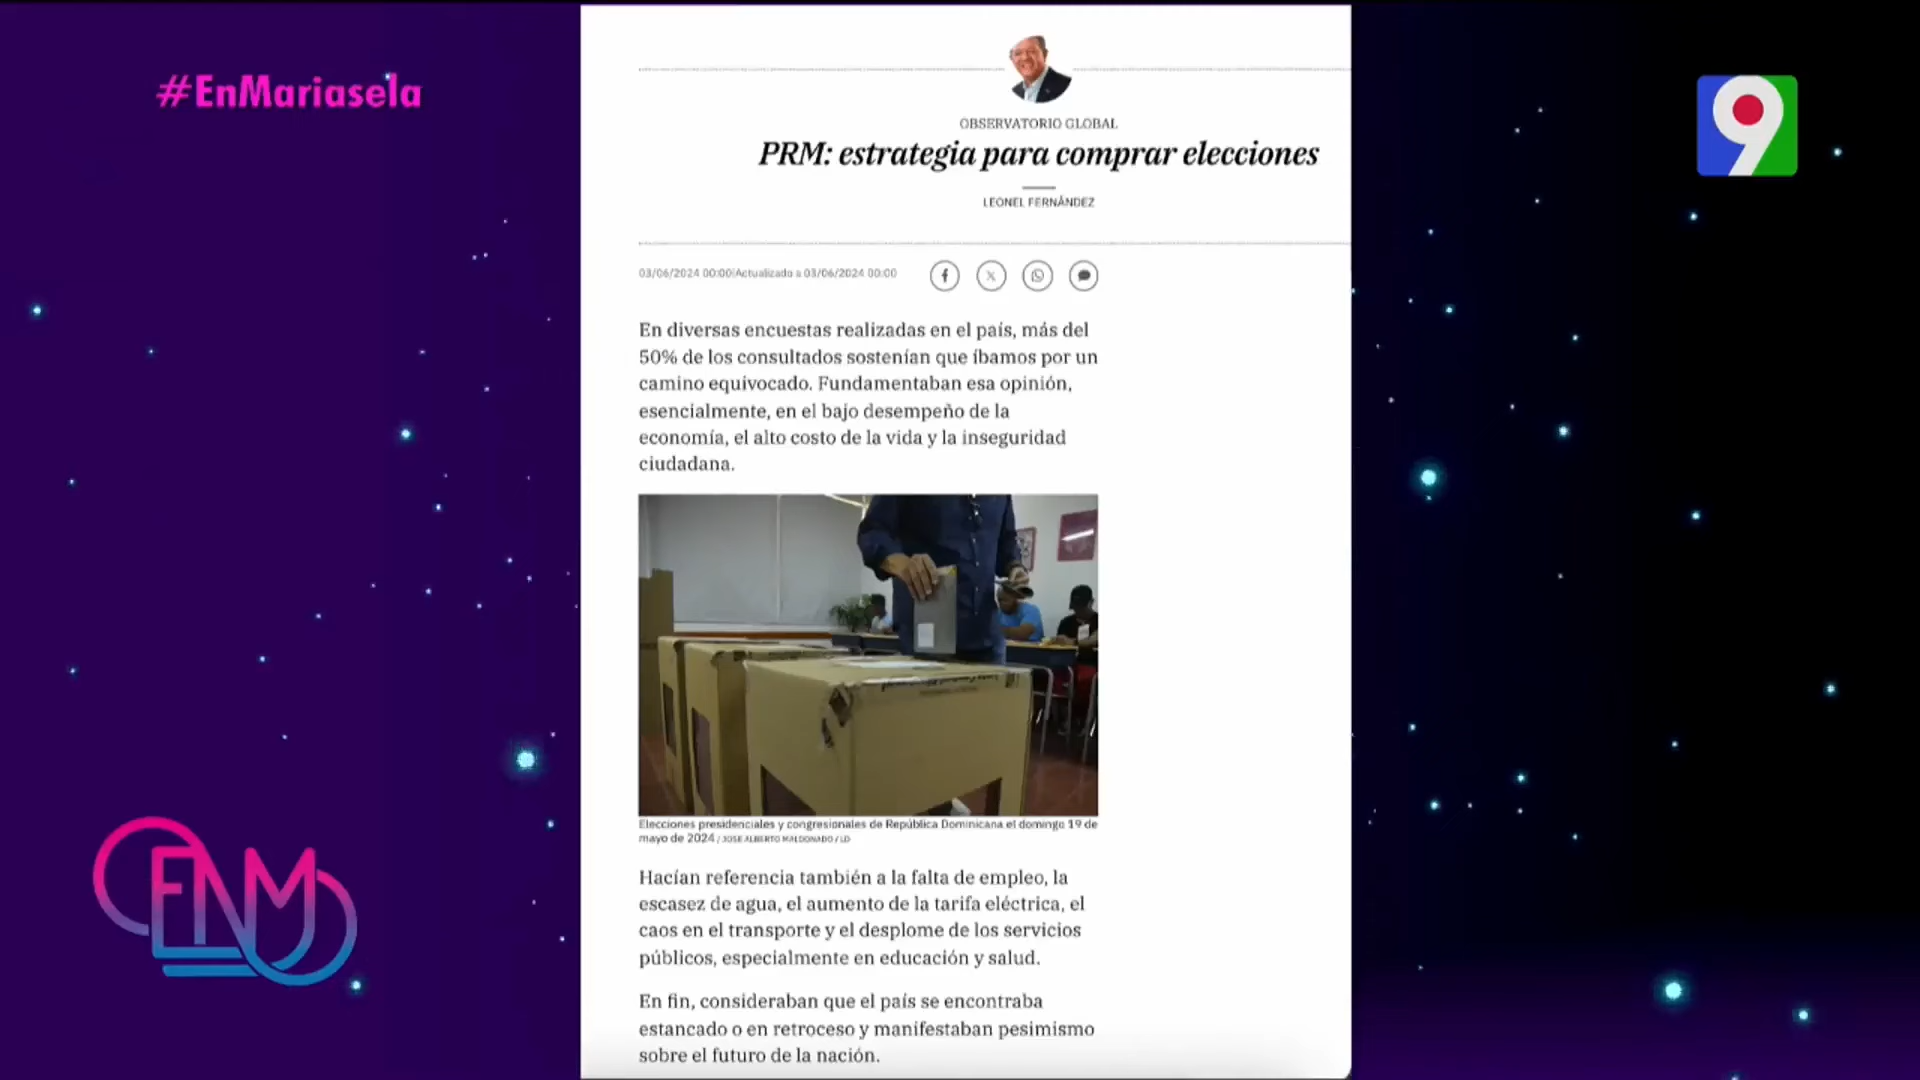 #EnMariasela
9
OBSERVATORIO GLOBAL
PRM: estrategia para comprar elecciones
LEONEL FERNÁNDEZ
03/06/2024 00:00|Actualizado a 03/06/2024 00:00
En diversas encuestas realizadas en el país, más del
50% de los consultados sostenían que íbamos por un
camino equivocado. Fundamentaban esa opinión,
esencialmente, en el bajo desempeño de la
economía, el alto costo de la vida y la inseguridad
ciudadana.
Elecciones presidenciales y congresionales de República Dominicana el domingo 19 de
mayo de 2024 / JOSE ALBERTO MALDONADO / LD
Hacían referencia también a la falta de empleo, la
escasez de agua, el aumento de la tarifa eléctrica, el
caos en el transporte y el desplome de los servicios
públicos, especialmente en educación y salud.
En fin, consideraban que el país se encontraba
estancado o en retroceso y manifestaban pesimismo
sobre el futuro de la nación.
ENM